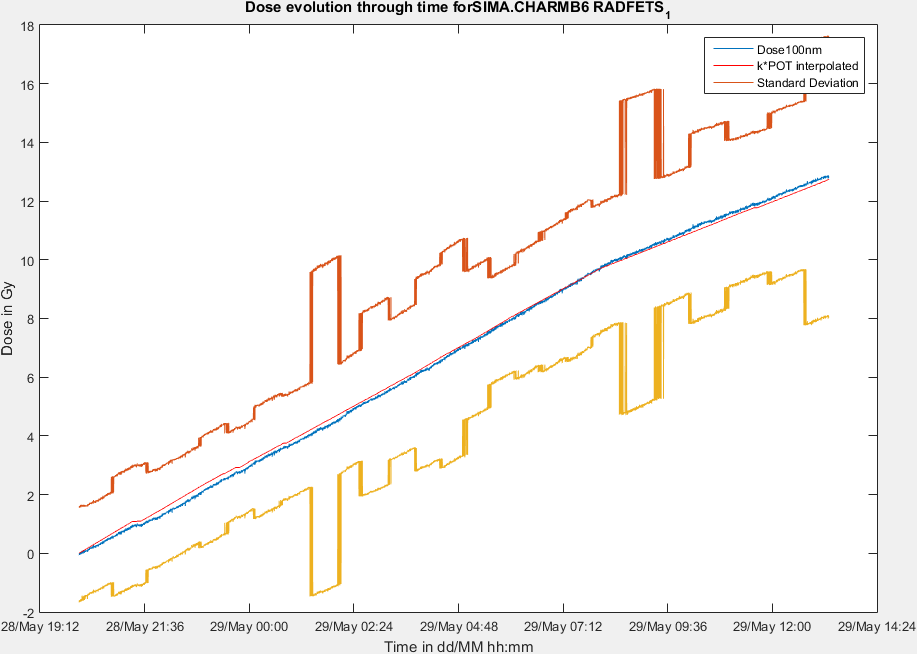 Dose evolution through time forSIMA.CHARMB6 RADFETS1
Dose100nm
k*POT interpolated
Standard Deviation
18
16
14
12
10
8
6
4
2
0
-2
Dose in Gy
28/May 19:12 28/May 21:36 29/May 00:00 29/May 02:24 29/May 04:48 29/May 07:12 29/May 09:36 29/May 12:00 29/May 14:24
Time in dd/MM hh:mm